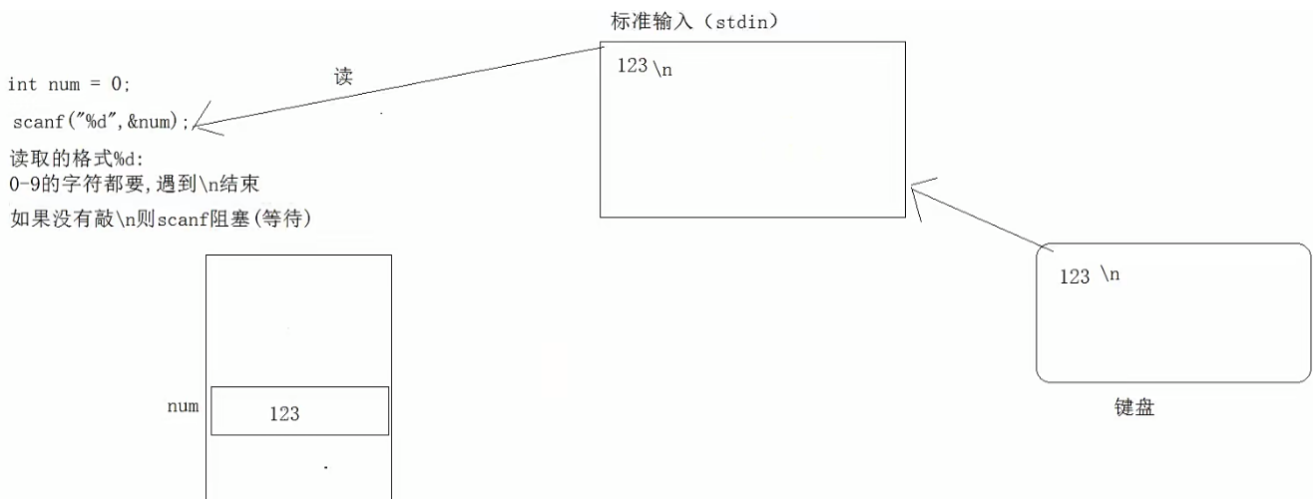 标准输入（stdin）
123 \n
读
int num = 0;
scanf("%d",&num);
读取的格式%d:
0-9的字符都要,遇到\n结束
如果没有敲\n则scanf阻塞(等待)
123 \n
键盘
num
123